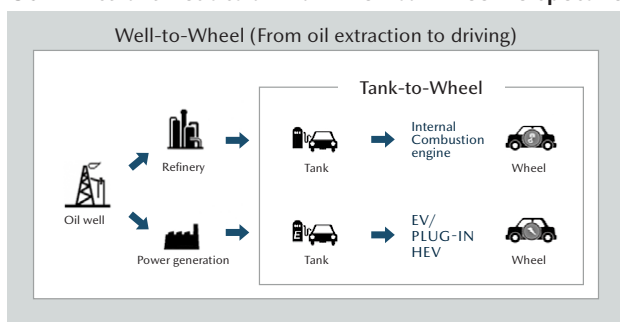 Well-to-Wheel (From oil extraction to driving)
Tank-to-Wheel
Internal
Combustion
engine
Refinery
Tank
Wheel
Oil well
EV/
PLUG-IN
HEV
E
Power generation
Tank
Wheel